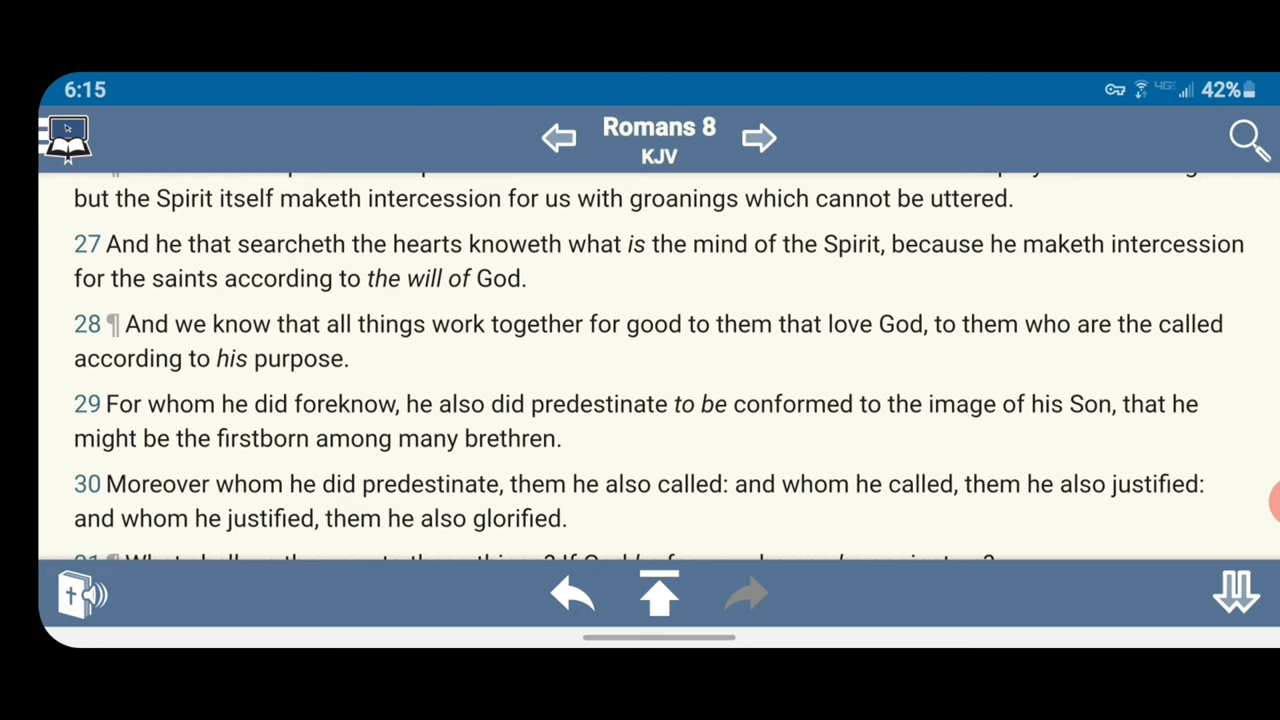 6:15
4GE 42%
Romans 8
KJV
but the Spirit itself maketh intercession for us with groanings which cannot be uttered.
27 And he that searcheth the hearts knoweth what is the mind of the Spirit, because he maketh intercession
for the saints according to the will of God.
28 ¶ And we know that all things work together for good to them that love God, to them who are the called
according to his purpose.
29 For whom he did foreknow, he also did predestinate to be conformed to the image of his Son, that he
might be the firstborn among many brethren.
30 Moreover whom he did predestinate, them he also called: and whom he called, them he also justified:
and whom he justified, them he also glorified.